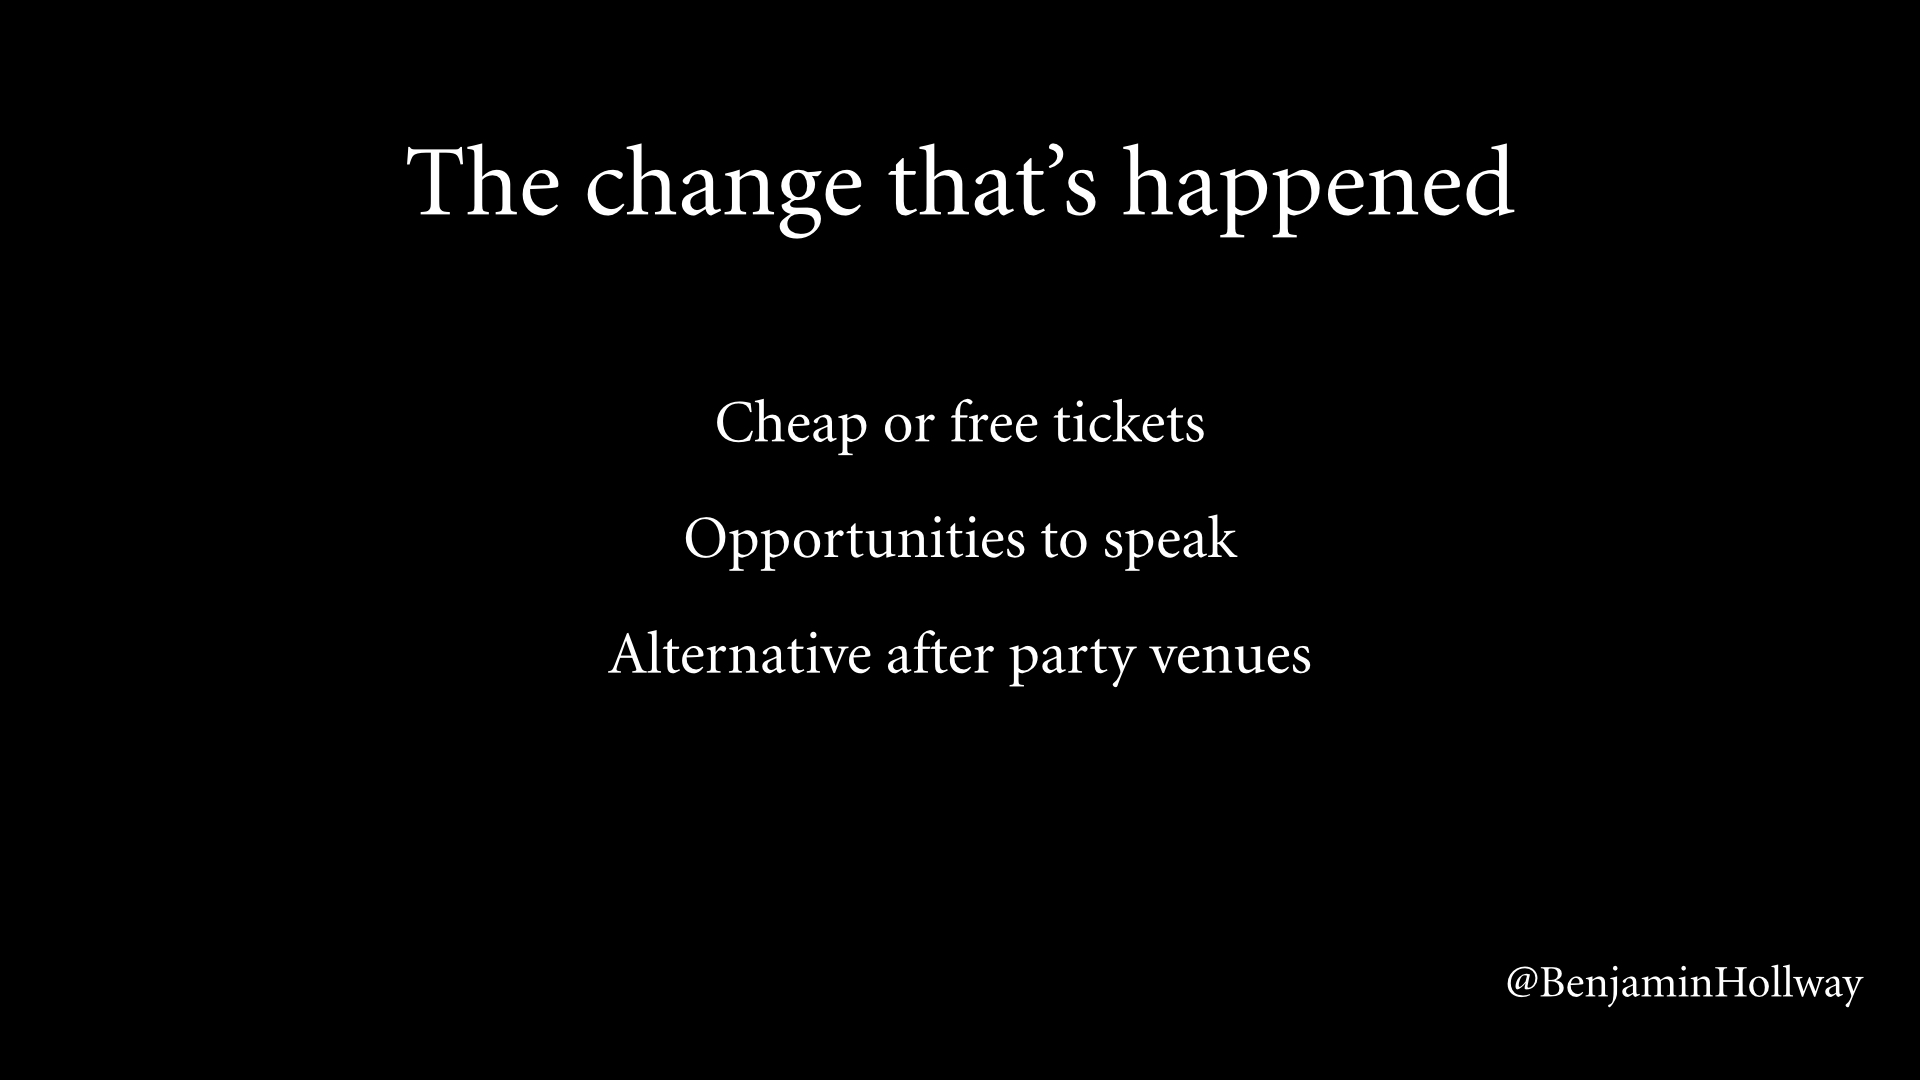 The change that’s happened
Cheap or free tickets
Opportunities to speak
Alternative after party venues
@BenjaminHollway